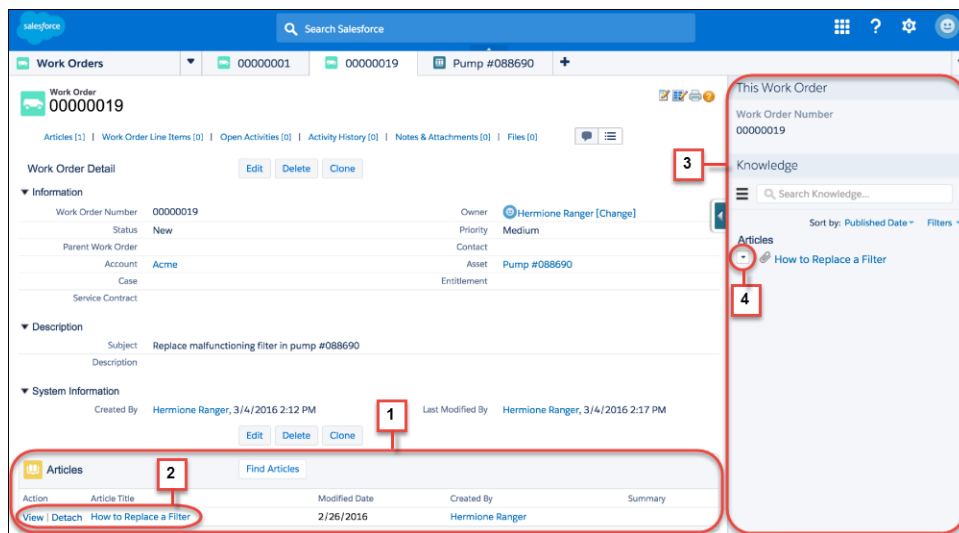 salesforce
Search Salesforce
?
Work Orders
00000001
00000019
Pump #088690
+
Work Order
00000019
Articles [1] | Work Order Line Items [0] | Open Activities [0] | Activity History [0] | Notes & Attachments [0] | Files [0]
Work Order Detail
Edit
Delete
Clone
Information
Work Order Number 00000019
Owner Hermione Ranger [Change]
Status New
Priority Medium
Parent Work Order
Contact
Account Acme
Asset Pump #088690
Case
Entitlement
Service Contract
Description
Subject Replace malfunctioning filter in pump #088690
Description
System Information
Created By Hermione Ranger, 3/4/2016 2:12 PM
Last Modified By Hermione Ranger, 3/4/2016 2:17 PM
Edit
Delete
Clone
1
Articles
Find Articles
2
Action Article Title Modified Date Created By Summary
View | Detach How to Replace a Filter 2/26/2016 Hermione Ranger
This Work Order
Work Order Number
00000019
3
Knowledge
Search Knowledge...
Sort by: Published Date Filters
Articles
How to Replace a Filter
4